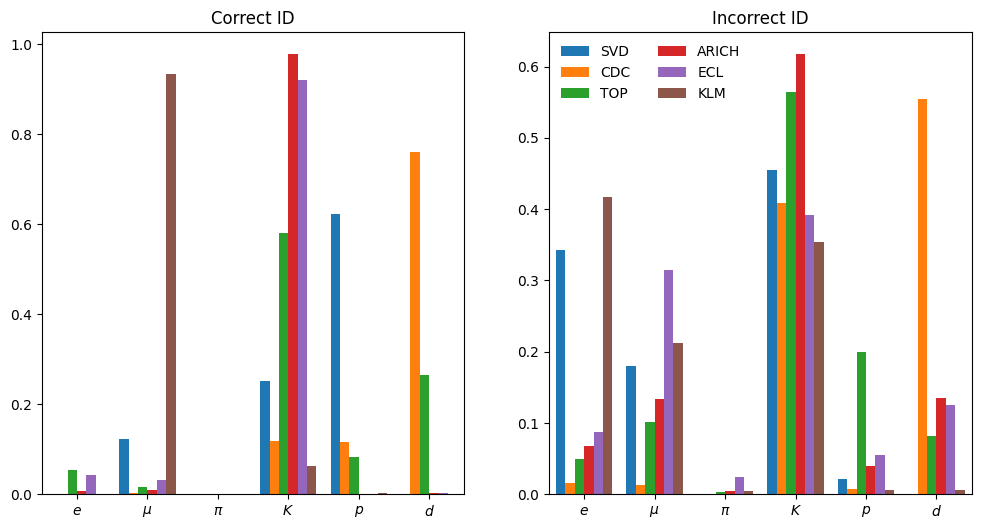 Correct ID
Incorrect ID
1.0
0.8
0.6
0.4
0.2
0.0
e μ π K p d
0.6
0.5
0.4
0.3
0.2
0.1
0.0
e μ π K p d
SVD ARICH
CDC ECL
TOP KLM